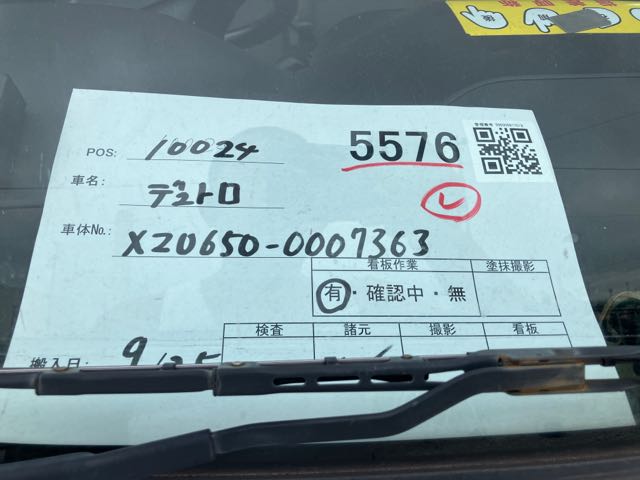 POS: 10024 5576
車名: デュトロ レ
車体No.: XZU650-0007363
看板作業 塗抹撮影
有・確認中・無
検査 諸元 撮影 看板
搬入日: 9/25